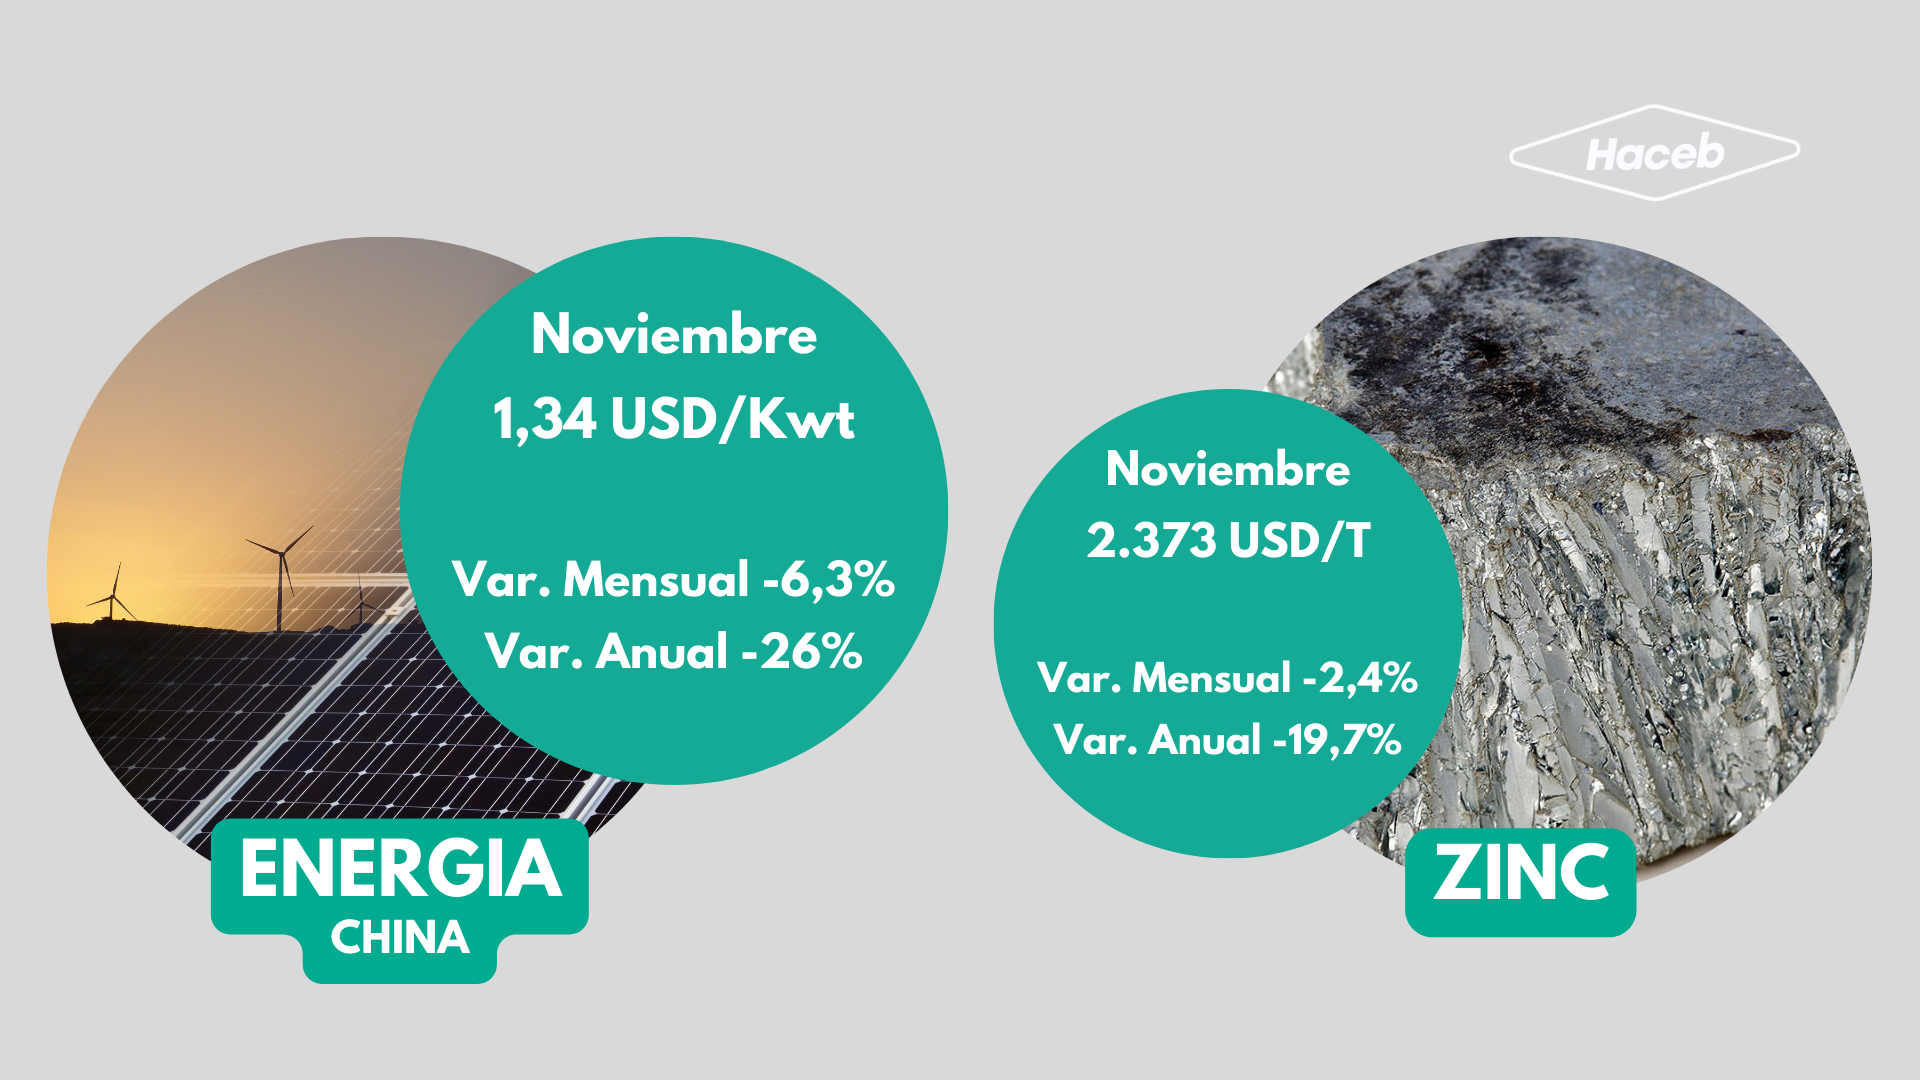 Haceb
Noviembre
1,34 USD/Kwt
Var. Mensual -6,3%
Var. Anual -26%
ENERGIA
CHINA
Noviembre
2.373 USD/T
Var. Mensual -2,4%
Var. Anual -19,7%
ZINC